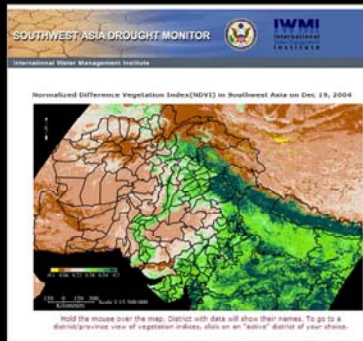 SOUTHWEST ASIA DROUGHT MONITOR
IWMI
International
Water Management
Institute
International Water Management Institute
Normalized Difference Vegetation Index(NDVI) in Southwest Asia on Dec 19, 2004
Kilometers
Hold the mouse over the map. District with data will show their names. To go to a
district/province view of vegetation indices, click on an "active" district of your choice.